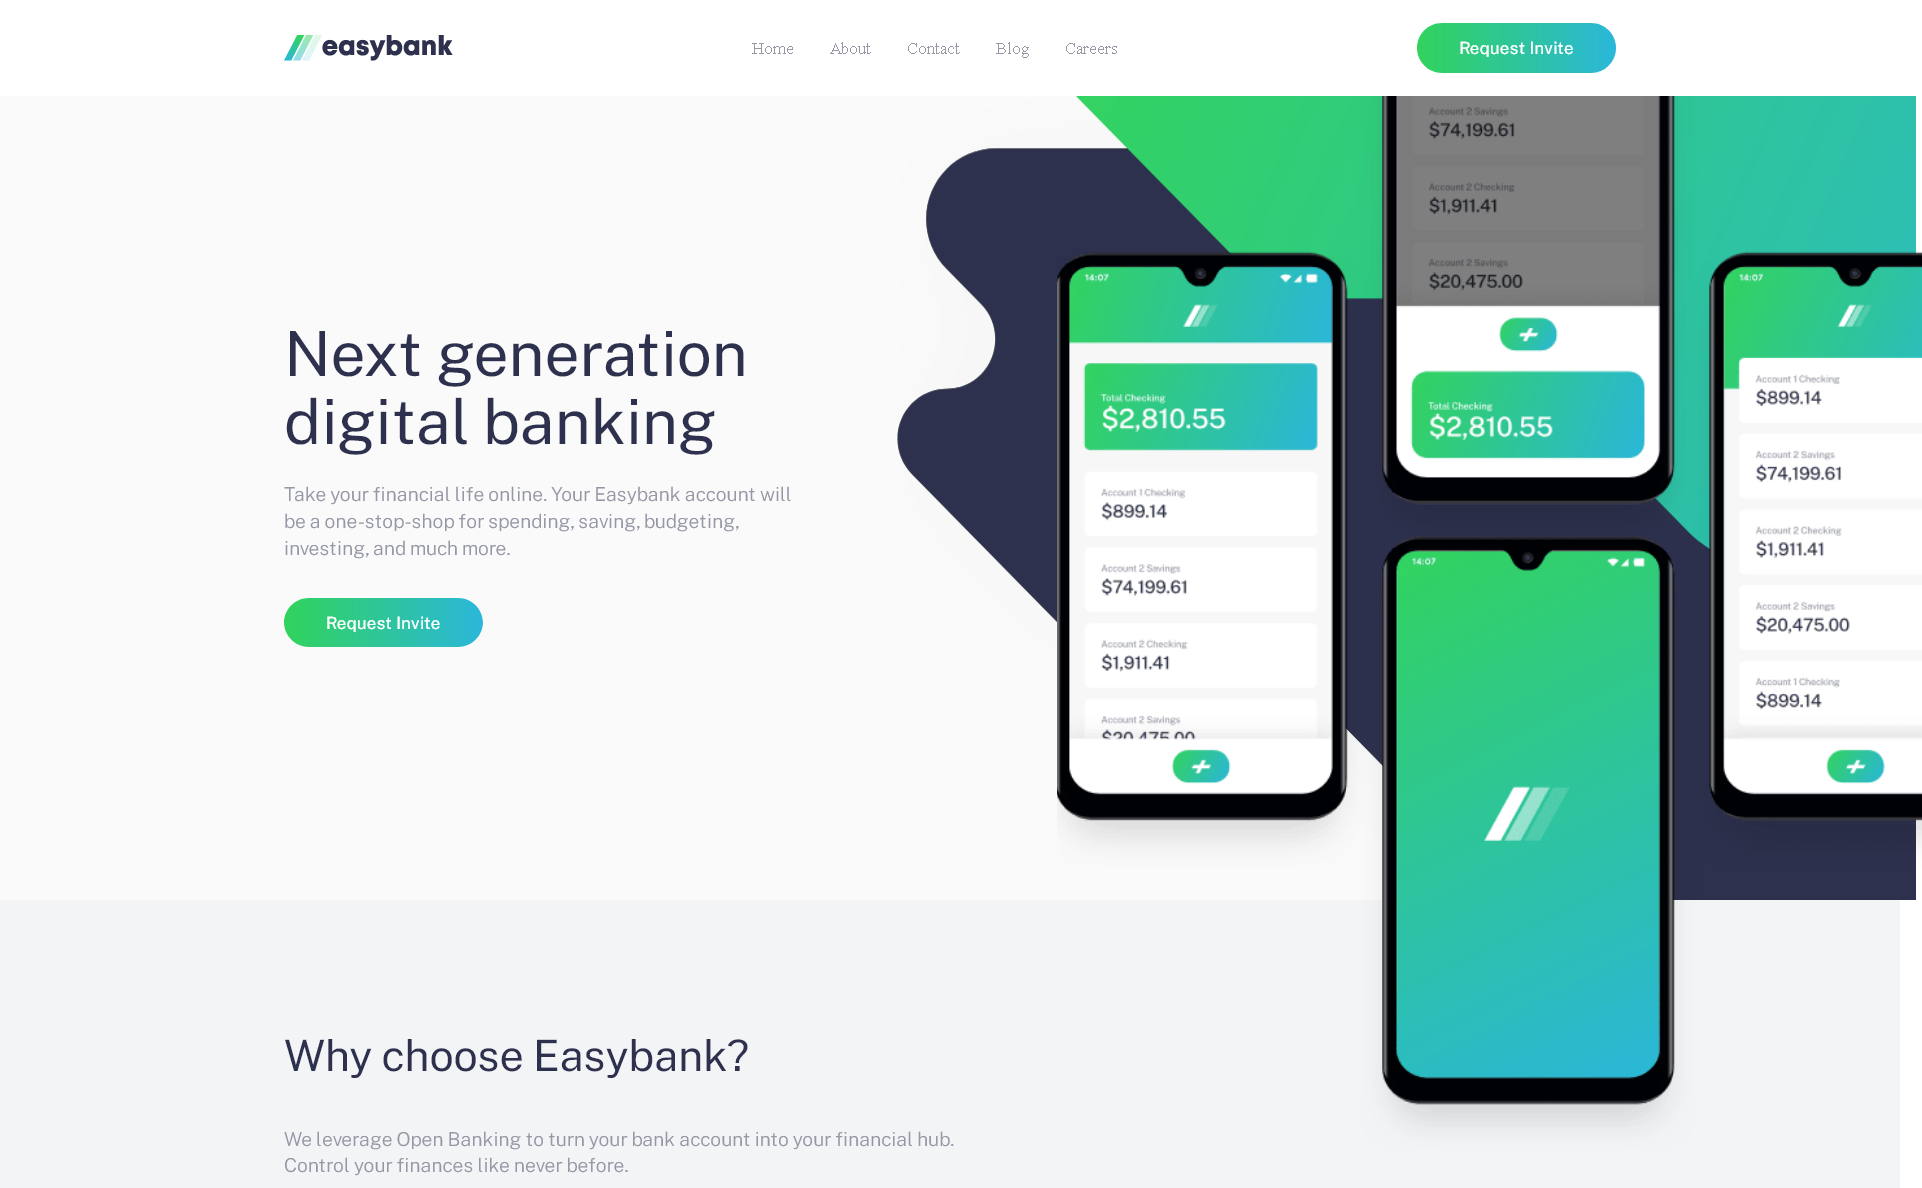 easybank
Home
About
Contact
Blog
Careers
Request Invite
Next generation
digital banking
Take your financial life online. Your Easybank account will
be a one-stop-shop for spending, saving, budgeting,
investing, and much more.
Request Invite
14:07
Total Checking
$2,810.55
Account 1 Checking
$899.14
Account 2 Savings
$74,199.61
Account 2 Checking
$1,911.41
Account 2 Savings
$20,475.00
Account 2 Savings
$74,199.61
Account 2 Checking
$1,911.41
Account 2 Savings
$20,475.00
Total Checking
$2,810.55
14:07
14:07
Account 1 Checking
$899.14
Account 2 Savings
$74,199.61
Account 2 Checking
$1,911.41
Account 2 Savings
$20,475.00
Account 1 Checking
$899.14
Why choose Easybank?
We leverage Open Banking to turn your bank account into your financial hub.
Control your finances like never before.